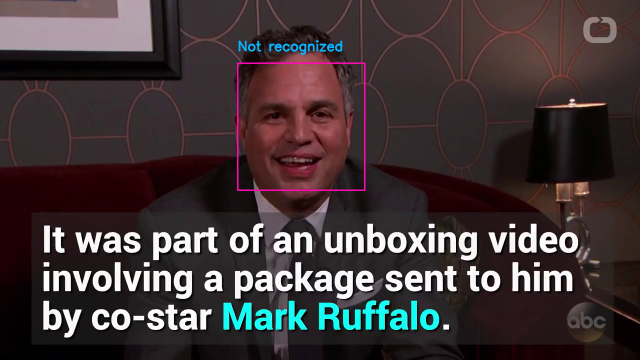 Not recognized
It was part of an unboxing video
involving a package sent to him
by co-star Mark Ruffalo.
abc